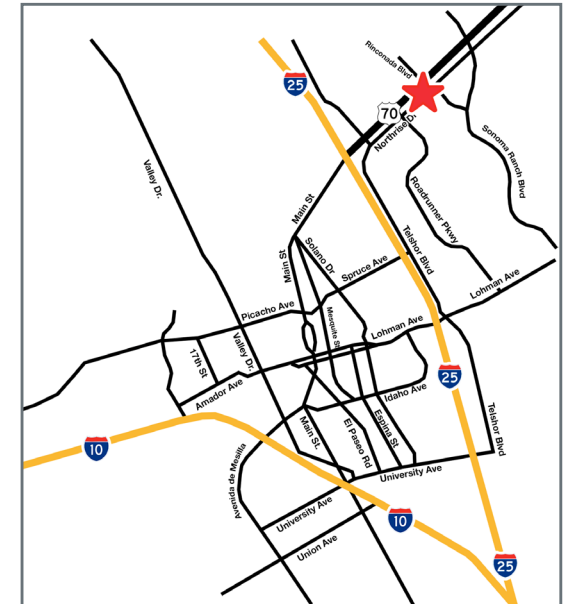 Rinconada Blvd
25
70
Northrise Dr
Sonoma Ranch Blvd
Valley Dr.
Roadrunner Pkwy
Main St
Telshor Blvd
Solano Dr
Main St
Spruce Ave
Lohman Ave
Picacho Ave
Mesquite St
Lohman Ave
Valley Dr.
17th St
25
Amador Ave
Idaho Ave
Telshor Blvd
Main St.
El Paseo Rd
Espina St
10
Avenida de Mesilla
University Ave
University Ave
10
Union Ave
25